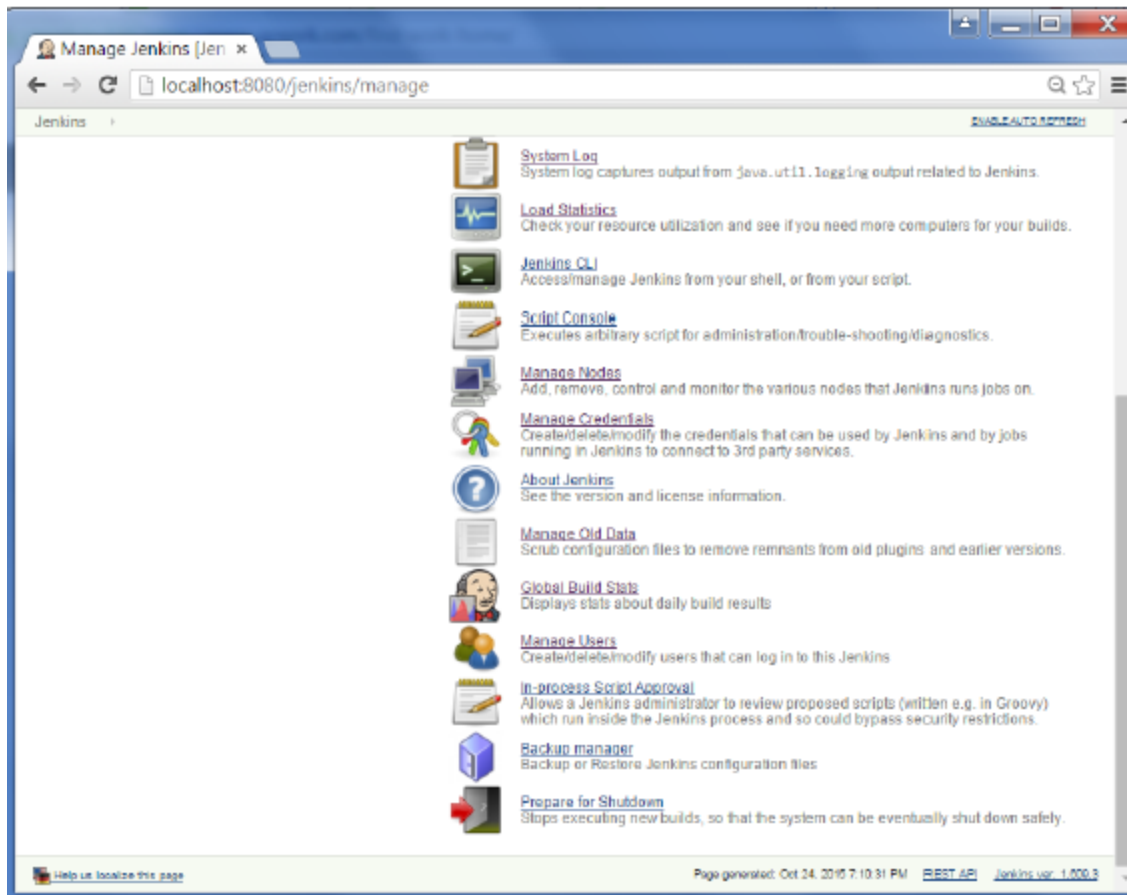 Manage Jenkins [Jen
localhost:8080/jenkins/manage
Jenkins
ENABLE AUTO REFRESH
System Log
System log captures output from java.util.logging output related to Jenkins.
Load Statistics
Check your resource utilization and see if you need more computers for your builds.
Jenkins CLI
Access/manage Jenkins from your shell, or from your script.
Script Console
Executes arbitrary script for administration/trouble-shooting/diagnostics.
Manage Nodes
Add, remove, control and monitor the various nodes that Jenkins runs jobs on.
Manage Credentials
Create/delete/modify the credentials that can be used by Jenkins and by jobs
running in Jenkins to connect to 3rd party services.
About Jenkins
See the version and license information.
Manage Old Data
Scrub configuration files to remove remnants from old plugins and earlier versions.
Global Build Stats
Displays stats about daily build results
Manage Users
Create/delete/modify users that can log in to this Jenkins
In-process Script Approval
Allows a Jenkins administrator to review proposed scripts (written e.g. in Groovy)
which run inside the Jenkins process and so could bypass security restrictions.
Backup manager
Backup or Restore Jenkins configuration files
Prepare for Shutdown
Stops executing new builds, so that the system can be eventually shut down safely.
Help us localize this page
Page generated: Oct 24, 2015 7:10:31 PM REST API Jenkins ver. 1.609.3